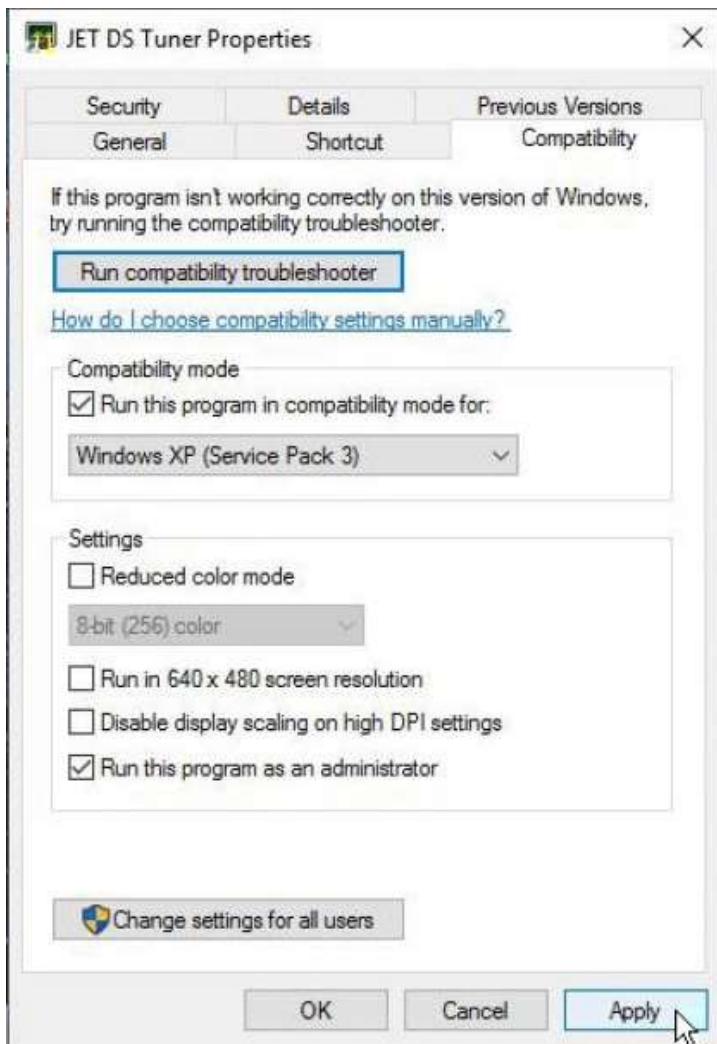 JET DS Tuner Properties
Security Details Previous Versions
General Shortcut Compatibility
If this program isn't working correctly on this version of Windows,
try running the compatibility troubleshooter.
Run compatibility troubleshooter
How do I choose compatibility settings manually?
Compatibility mode
Run this program in compatibility mode for:
Windows XP (Service Pack 3)
Settings
Reduced color mode
8-bit (256) color
Run in 640 x 480 screen resolution
Disable display scaling on high DPI settings
Run this program as an administrator
Change settings for all users
OK Cancel Apply